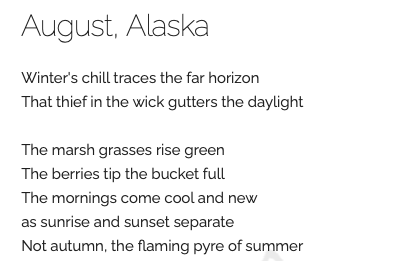 August, Alaska
Winter's chill traces the far horizon
That thief in the wick gutters the daylight
The marsh grasses rise green
The berries tip the bucket full
The mornings come cool and new
as sunrise and sunset separate
Not autumn, the flaming pyre of summer